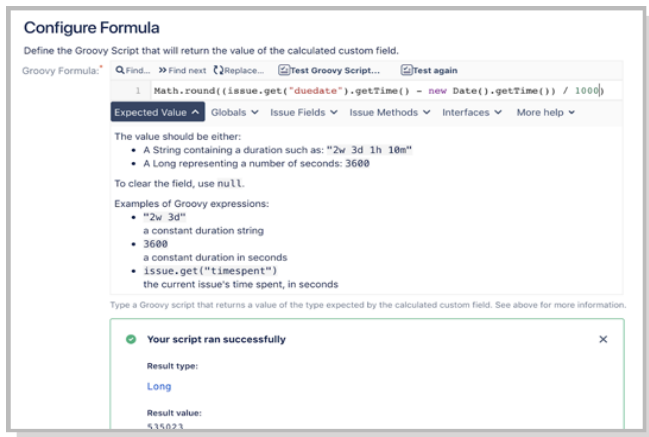 Configure Formula
Define the Groovy Script that will return the value of the calculated custom field.
Groovy Formula:*
Find... Find next Replace... Test Groovy Script... Test again
1 Math.round((issue.get("duedate").getTime() - new Date().getTime()) / 1000)
Expected Value Globals Issue Fields Issue Methods Interfaces More help
The value should be either:
• A String containing a duration such as: "2w 3d 1h 10m"
• A Long representing a number of seconds: 3600
To clear the field, use null.
Examples of Groovy expressions:
• "2w 3d"
a constant duration string
• 3600
a constant duration in seconds
• issue.get("timespent")
the current issue's time spent, in seconds
Type a Groovy script that returns a value of the type expected by the calculated custom field. See above for more information.
Your script ran successfully
Result type:
Long
Result value:
535023